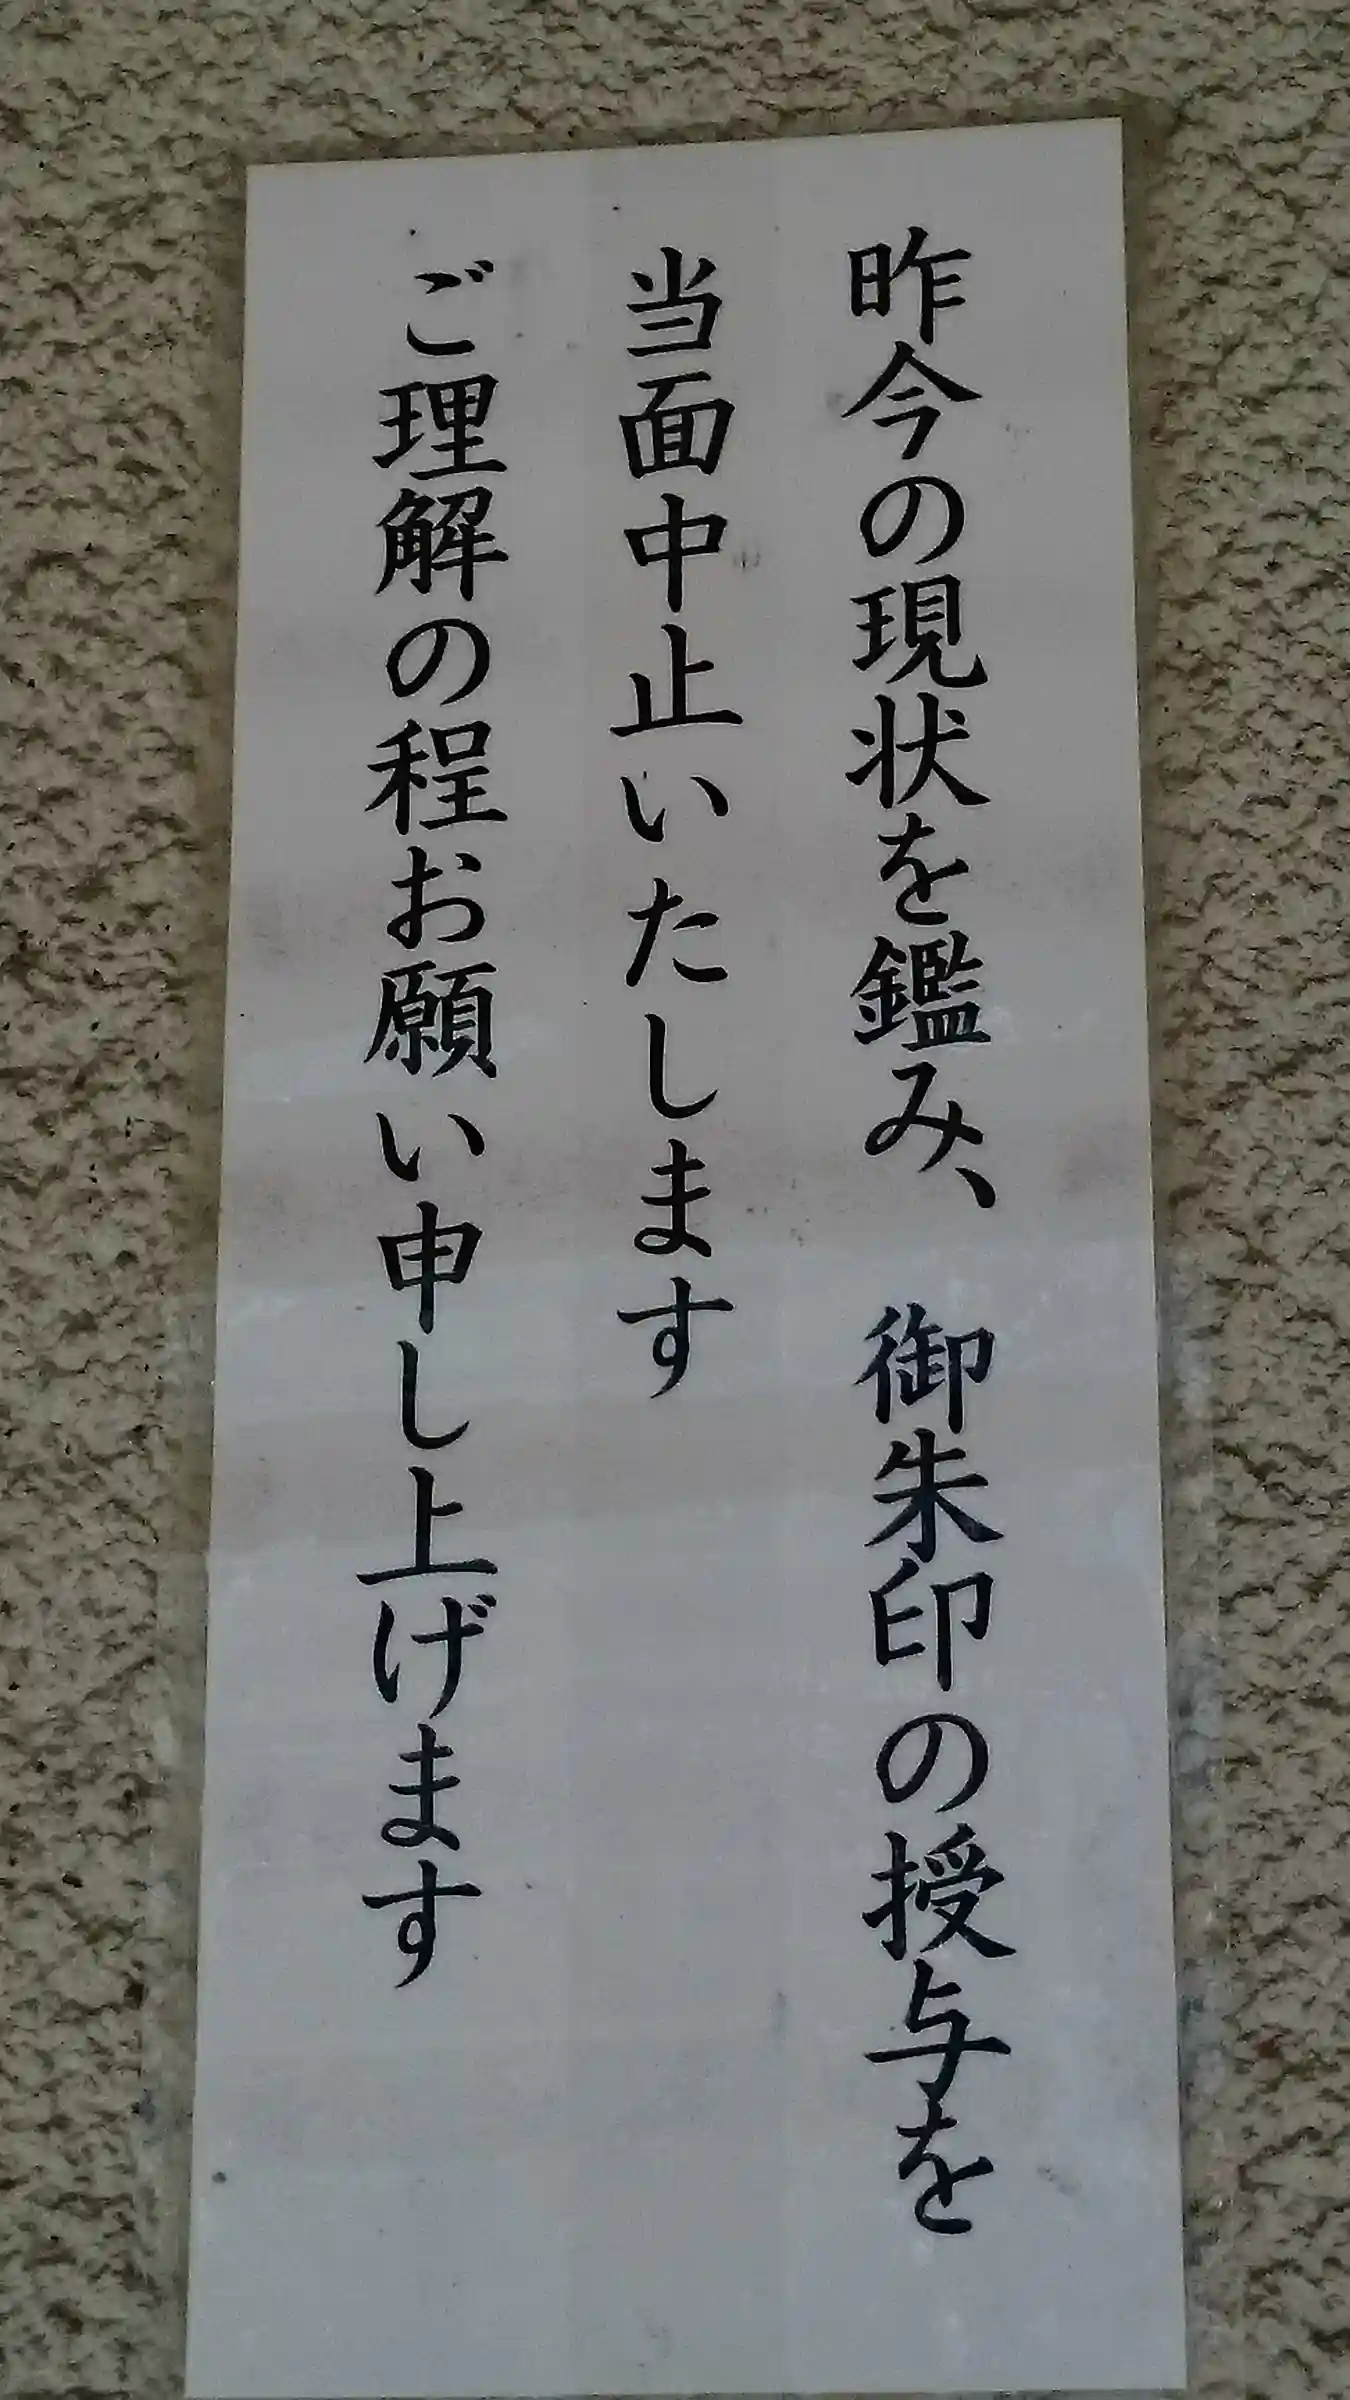 昨今の現状を鑑み、御朱印の授与を
当面中止いたします
ご理解の程お願い申し上げます